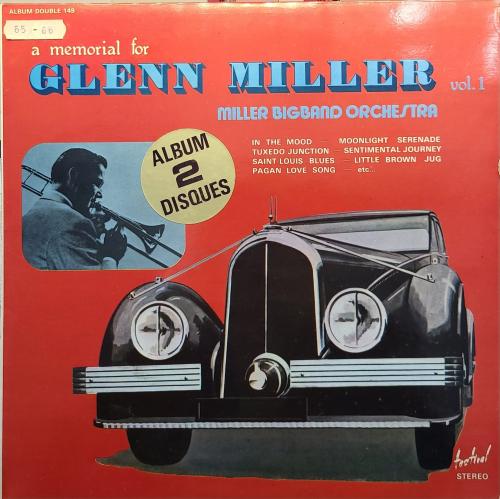 ALBUM DOUBLE 149
65-66
a memorial for
GLENN MILLER vol.1
MILLER BIGBAND ORCHESTRA
IN THE MOOD — MOONLIGHT SERENADE
TUXEDO JUNCTION — SENTIMENTAL JOURNEY
SAINT LOUIS BLUES — LITTLE BROWN JUG
PAGAN LOVE SONG — etc...
ALBUM
2
DISQUES
festival
STEREO